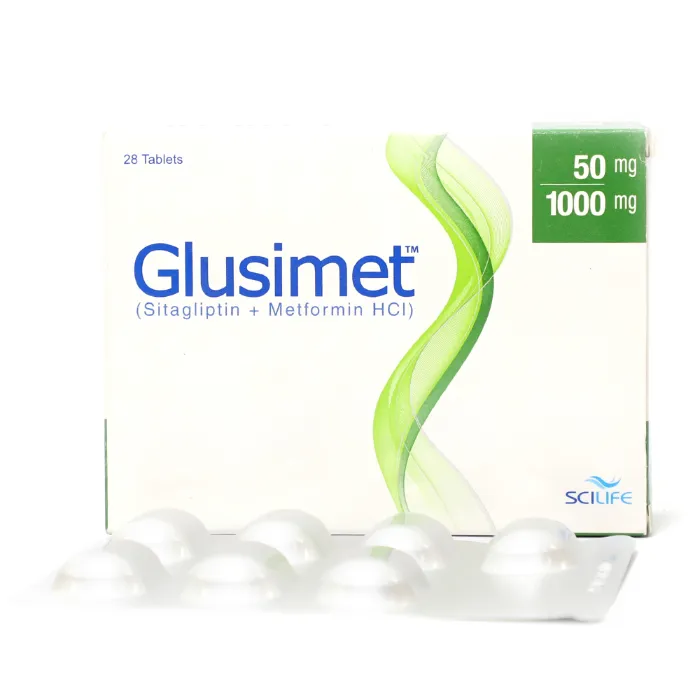 28 Tablets
50 mg
1000 mg
Glusimet™
(Sitagliptin + Metformin HCl)
SCILIFE